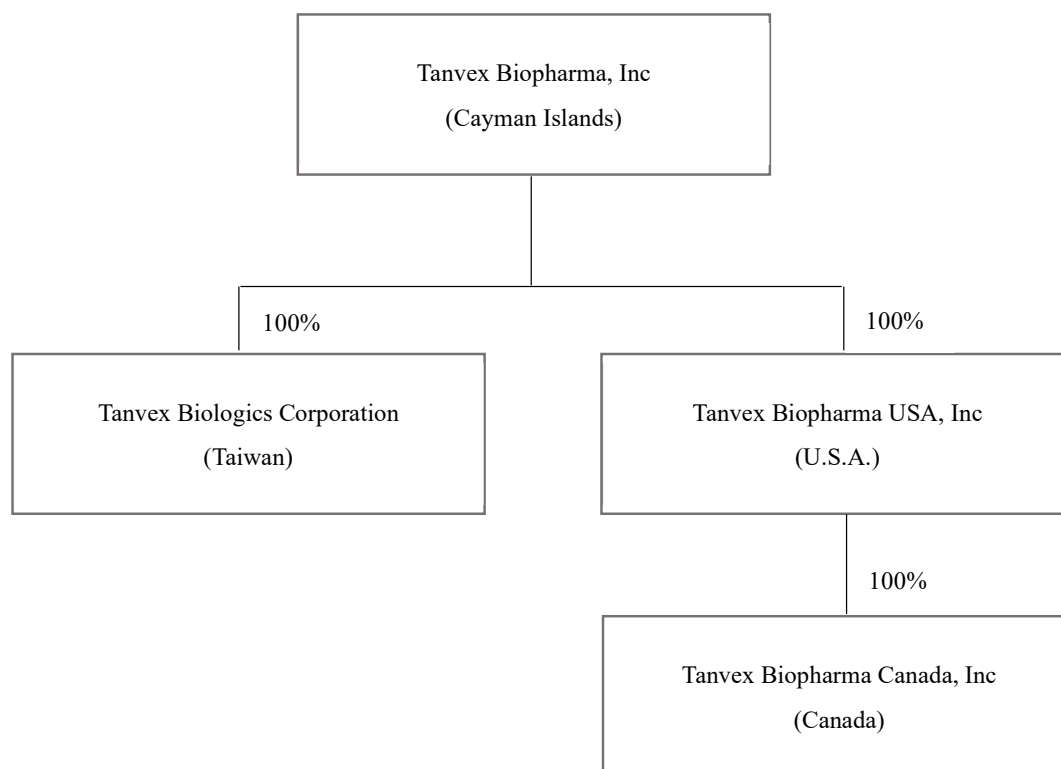 Tanvex Biopharma, Inc
(Cayman Islands)
100%
100%
Tanvex Biologics Corporation
(Taiwan)
Tanvex Biopharma USA, Inc
(U.S.A.)
100%
Tanvex Biopharma Canada, Inc
(Canada)